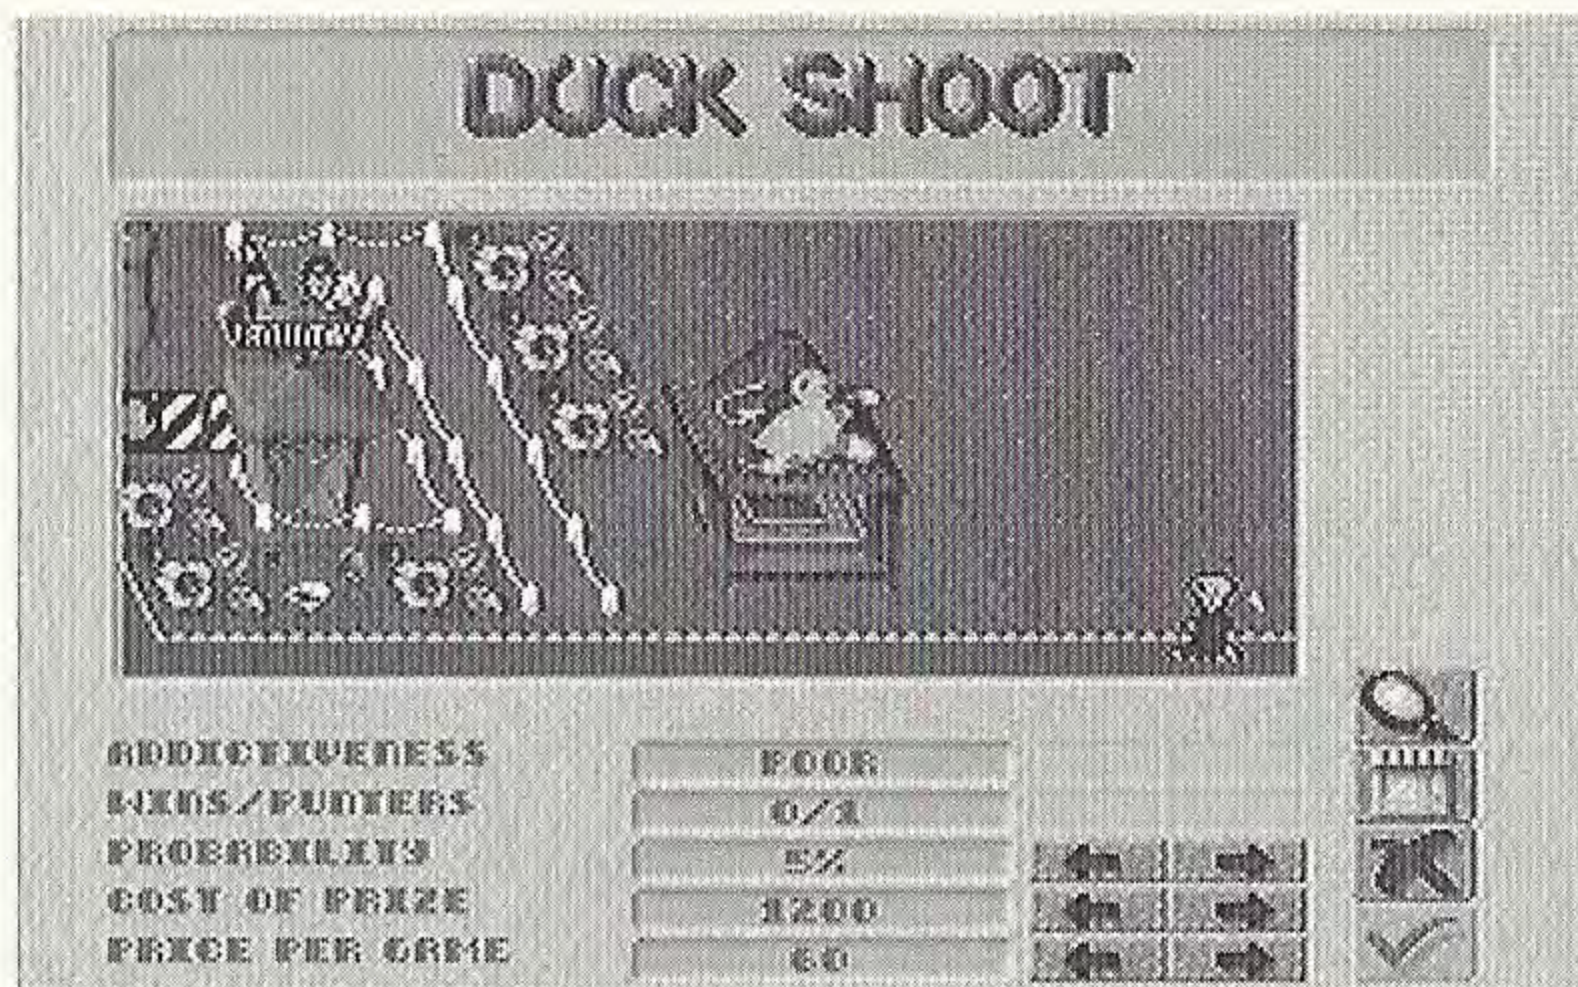 DUCK SHOOT
ADDICTIVENESS POOR
WINS/PUNTERS 0/1
PROBABILITY 5%
COST OF PRIZE 1200
PRICE PER GAME 60